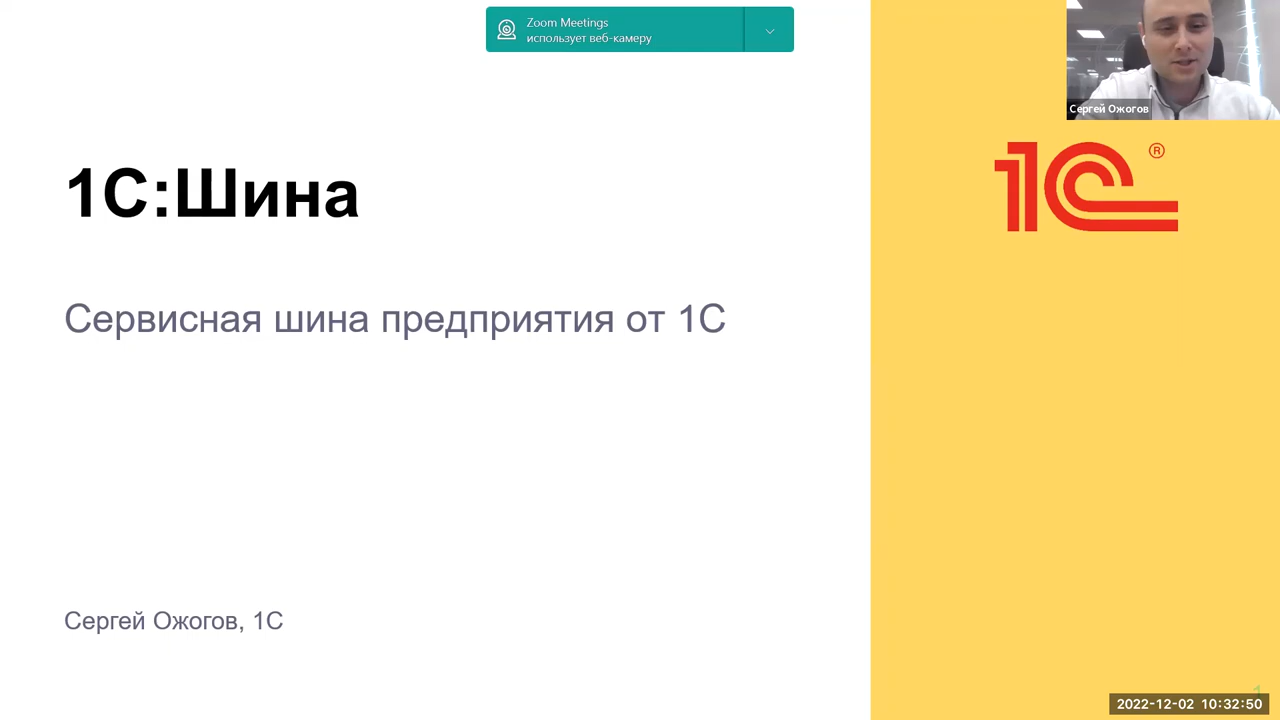 Zoom Meetings
использует веб-камеру
Сергей Ожогов
1С®
1С:Шина
Сервисная шина предприятия от 1С
Сергей Ожогов, 1С
1
2022-12-02 10:32:50